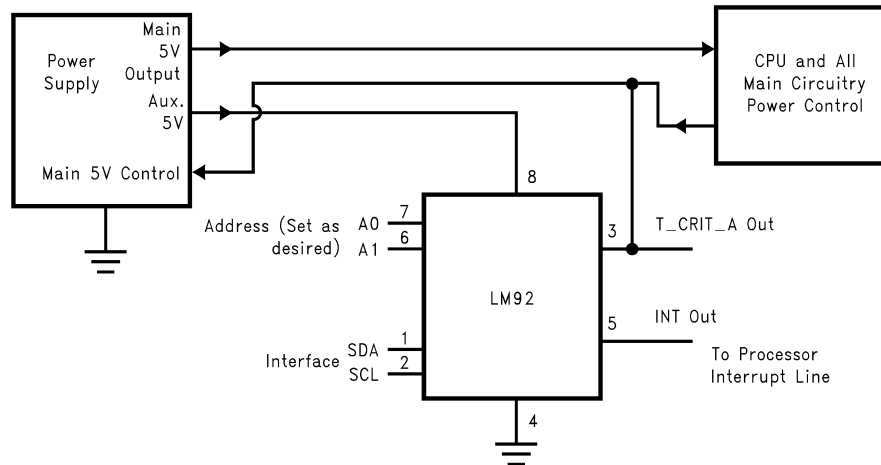 Main
5V
Output
Power
Supply
Aux.
5V
Main 5V Control
CPU and All
Main Circuitry
Power Control
8
Address (Set as
desired)
A0
7
A1
6
3
T_CRIT_A Out
LM92
5
INT Out
Interface
SDA
1
SCL
2
To Processor
Interrupt Line
4